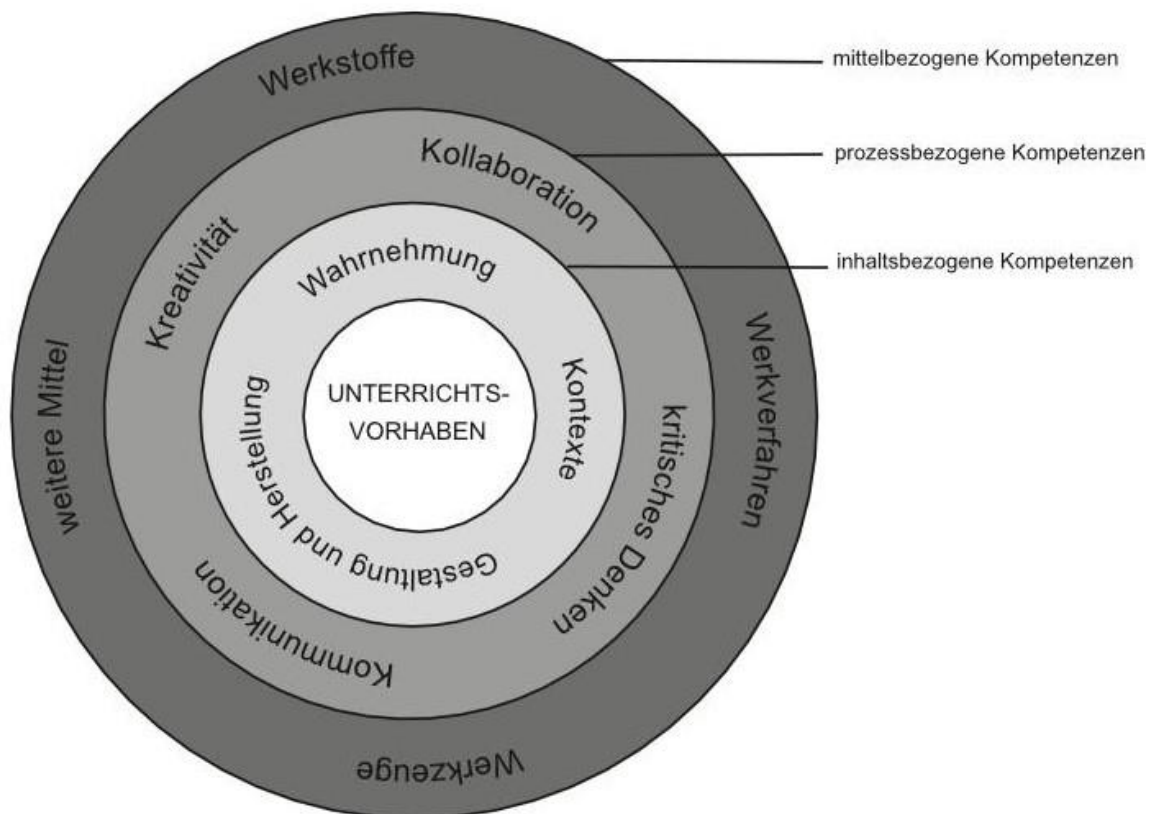 Werkstoffe
mittelbezogene Kompetenzen
Kollaboration
prozessbezogene Kompetenzen
Kreativität
Wahrnehmung
inhaltsbezogene Kompetenzen
weitere Mittel
UNTERRICHTS-
VORHABEN
Kontexte
kritisches Denken
Werkverfahren
Gestaltung und Herstellung
Kommunikation
Werkzeuge